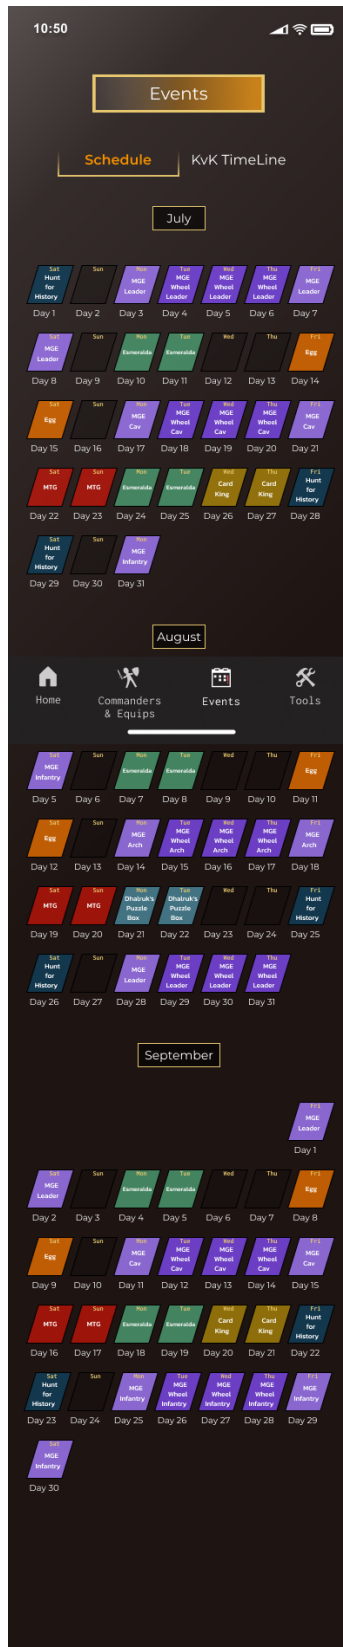 10:50
Events
Schedule KvK TimeLine
July
Sat Sun Mon Tue Wed Thu Fri
Hunt for History MGE Leader MGE Wheel Leader MGE Wheel Leader MGE Wheel Leader MGE Leader
Day 1 Day 2 Day 3 Day 4 Day 5 Day 6 Day 7
Sat Sun Mon Tue Wed Thu Fri
MGE Leader Esmeralda Esmeralda Egg
Day 8 Day 9 Day 10 Day 11 Day 12 Day 13 Day 14
Sat Sun Mon Tue Wed Thu Fri
Egg MGE Cav MGE Wheel Cav MGE Wheel Cav MGE Wheel Cav MGE Cav
Day 15 Day 16 Day 17 Day 18 Day 19 Day 20 Day 21
Sat Sun Mon Tue Wed Thu Fri
MTG MTG Esmeralda Esmeralda Card King Card King Hunt for History
Day 22 Day 23 Day 24 Day 25 Day 26 Day 27 Day 28
Sat Sun Mon
Hunt for History MGE Infantry
Day 29 Day 30 Day 31
August
Home Commanders & Equips Events Tools
Sat Sun Mon Tue Wed Thu Fri
MGE Infantry Esmeralda Esmeralda Egg
Day 5 Day 6 Day 7 Day 8 Day 9 Day 10 Day 11
Sat Sun Mon Tue Wed Thu Fri
Egg MGE Arch MGE Wheel Arch MGE Wheel Arch MGE Wheel Arch MGE Arch
Day 12 Day 13 Day 14 Day 15 Day 16 Day 17 Day 18
Sat Sun Mon Tue Wed Thu Fri
MTG MTG Dhalruk's Puzzle Box Dhalruk's Puzzle Box Hunt for History
Day 19 Day 20 Day 21 Day 22 Day 23 Day 24 Day 25
Sat Sun Mon Tue Wed Thu
Hunt for History MGE Leader MGE Wheel Leader MGE Wheel Leader MGE Wheel Leader
Day 26 Day 27 Day 28 Day 29 Day 30 Day 31
September
Fri
MGE Leader
Day 1
Sat Sun Mon Tue Wed Thu Fri
MGE Leader Esmeralda Esmeralda Egg
Day 2 Day 3 Day 4 Day 5 Day 6 Day 7 Day 8
Sat Sun Mon Tue Wed Thu Fri
Egg MGE Cav MGE Wheel Cav MGE Wheel Cav MGE Wheel Cav MGE Cav
Day 9 Day 10 Day 11 Day 12 Day 13 Day 14 Day 15
Sat Sun Mon Tue Wed Thu Fri
MTG MTG Esmeralda Esmeralda Card King Card King Hunt for History
Day 16 Day 17 Day 18 Day 19 Day 20 Day 21 Day 22
Sat Sun Mon Tue Wed Thu Fri
Hunt for History MGE Infantry MGE Wheel Infantry MGE Wheel Infantry MGE Wheel Infantry MGE Infantry
Day 23 Day 24 Day 25 Day 26 Day 27 Day 28 Day 29
Sat
MGE Infantry
Day 30